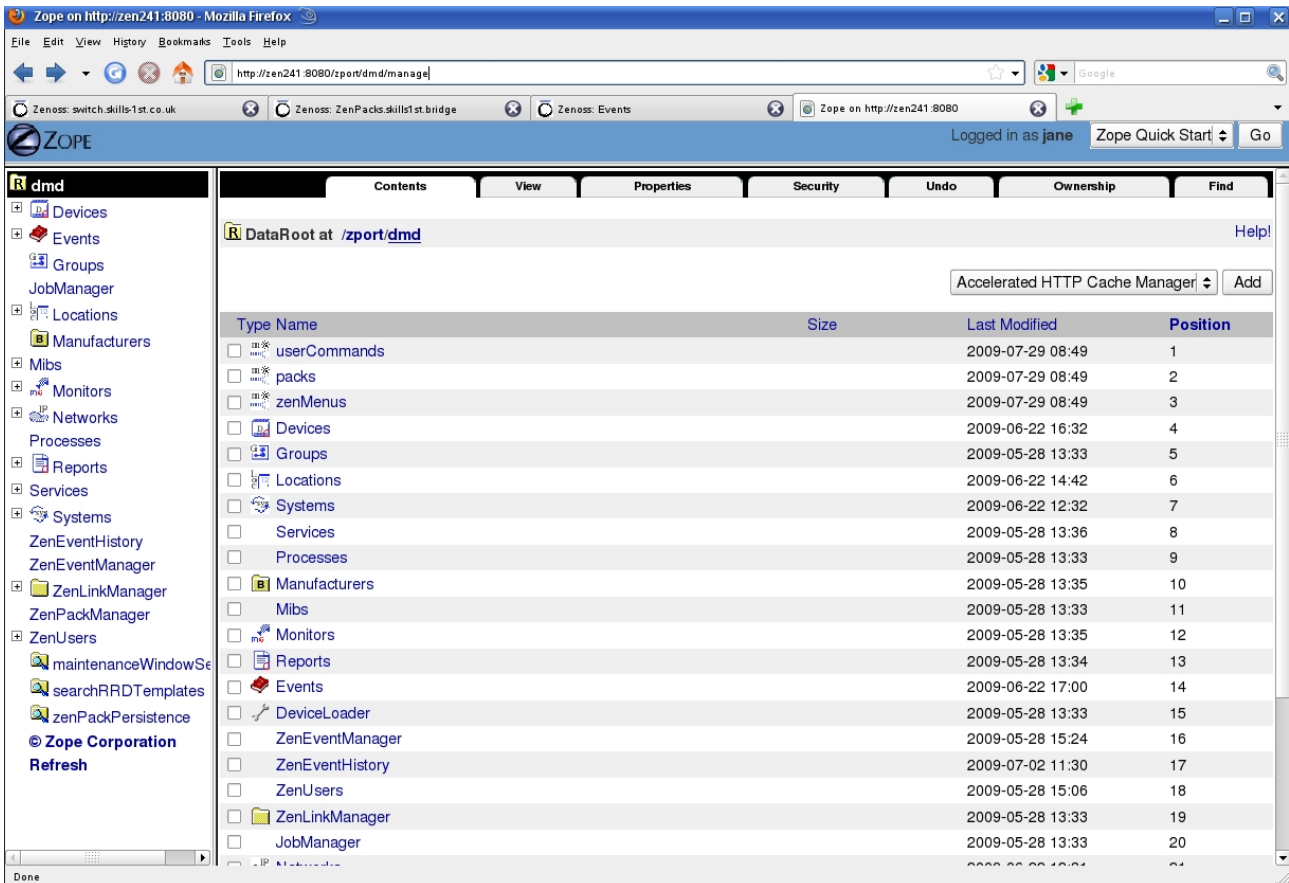 Zope on http://zen241:8080 - Mozilla Firefox
File Edit View History Bookmarks Tools Help
http://zen241:8080/zport/dmd/manage
Google
Zenoss: switch.skills-1st.co.uk
Zenoss: ZenPacks.skills1st.bridge
Zenoss: Events
Zope on http://zen241:8080
ZOPE
Logged in as jane
Zope Quick Start
Go
dmd
Devices
Events
Groups
JobManager
Locations
Manufacturers
Mibs
Monitors
Networks
Processes
Reports
Services
Systems
ZenEventHistory
ZenEventManager
ZenLinkManager
ZenPackManager
ZenUsers
maintenanceWindowSe
searchRRDTemplates
zenPackPersistence
© Zope Corporation
Refresh
Contents View Properties Security Undo Ownership Find
DataRoot at /zport/dmd
Help!
Accelerated HTTP Cache Manager
Add
Type Name Size Last Modified Position
userCommands 2009-07-29 08:49 1
packs 2009-07-29 08:49 2
zenMenus 2009-07-29 08:49 3
Devices 2009-06-22 16:32 4
Groups 2009-05-28 13:33 5
Locations 2009-06-22 14:42 6
Systems 2009-06-22 12:32 7
Services 2009-05-28 13:36 8
Processes 2009-05-28 13:33 9
Manufacturers 2009-05-28 13:35 10
Mibs 2009-05-28 13:33 11
Monitors 2009-05-28 13:35 12
Reports 2009-05-28 13:34 13
Events 2009-06-22 17:00 14
DeviceLoader 2009-05-28 13:33 15
ZenEventManager 2009-05-28 15:24 16
ZenEventHistory 2009-07-02 11:30 17
ZenUsers 2009-05-28 15:06 18
ZenLinkManager 2009-05-28 13:33 19
JobManager 2009-05-28 13:33 20
Done